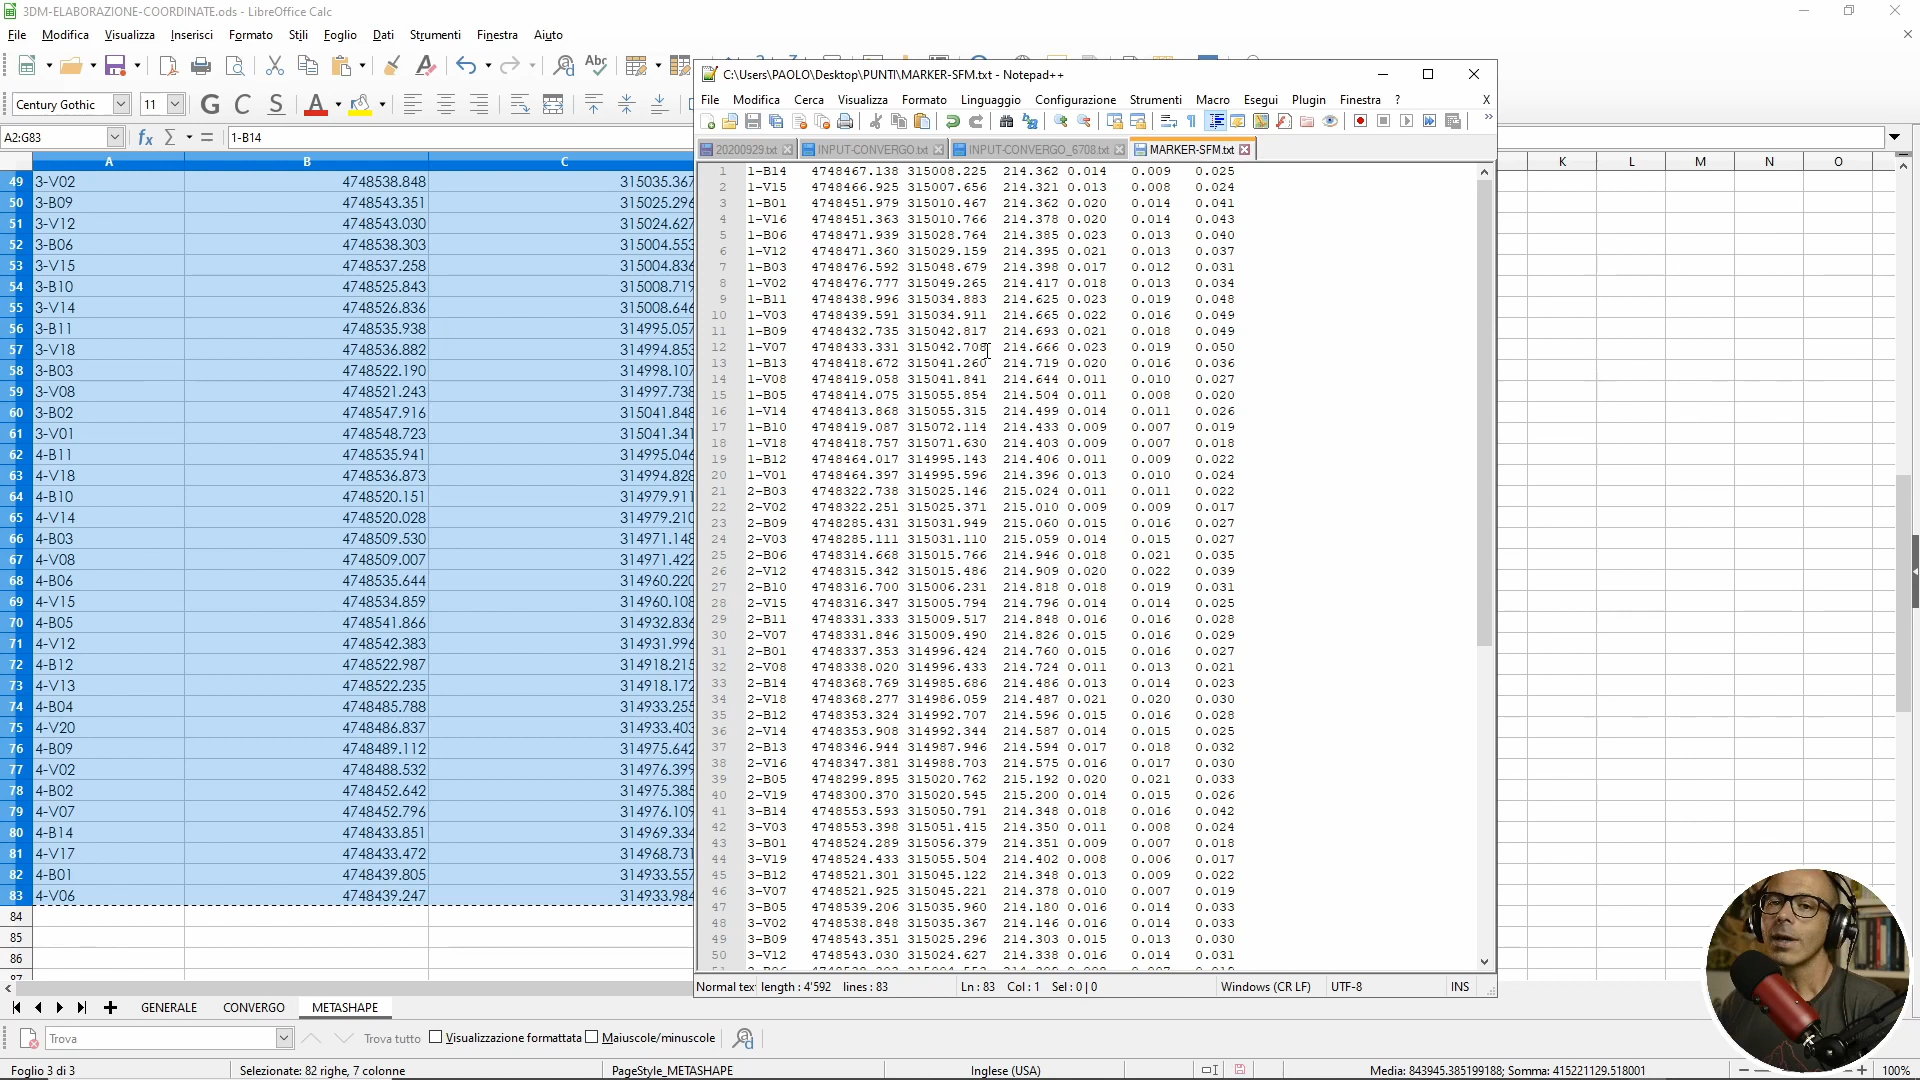 3DM-ELABORAZIONE-COORDINATE.ods - LibreOffice Calc
File Modifica Visualizza Inserisci Formato Stili Foglio Dati Strumenti Finestra Aiuto
Century Gothic 11 G C S A
A2:G83 fx Σ = 1-B14
A B C K L M N O
49 3-V02 4748538.848 315035.367
50 3-B09 4748543.351 315025.296
51 3-V12 4748543.030 315024.627
52 3-B06 4748538.303 315004.553
53 3-V15 4748537.258 315004.836
54 3-B10 4748525.843 315008.719
55 3-V14 4748526.836 315008.646
56 3-B11 4748535.938 314995.057
57 3-V18 4748536.882 314994.853
58 3-B03 4748522.190 314998.107
59 3-V08 4748521.243 314997.738
60 3-B02 4748547.916 315041.848
61 3-V01 4748548.723 315041.341
62 4-B11 4748535.941 314995.046
63 4-V18 4748536.873 314994.828
64 4-B10 4748520.151 314979.911
65 4-V14 4748520.028 314979.210
66 4-B03 4748509.530 314971.148
67 4-V08 4748509.007 314971.422
68 4-B06 4748535.644 314960.220
69 4-V15 4748534.859 314960.108
70 4-B05 4748541.866 314932.836
71 4-V12 4748542.383 314931.996
72 4-B12 4748522.987 314918.215
73 4-V13 4748522.235 314918.172
74 4-B04 4748485.788 314933.255
75 4-V20 4748486.837 314933.403
76 4-B09 4748489.112 314975.642
77 4-V02 4748488.532 314976.399
78 4-B02 4748452.642 314975.385
79 4-V07 4748452.796 314976.109
80 4-B14 4748433.851 314969.334
81 4-V17 4748433.472 314968.731
82 4-B01 4748439.805 314933.557
83 4-V06 4748439.247 314933.984
84
85
86
87
C:\Users\PAOLO\Desktop\PUNTI\MARKER-SFM.txt - Notepad++
File Modifica Cerca Visualizza Formato Linguaggio Configurazione Strumenti Macro Esegui Plugin Finestra ? X
20200929.txt INPUT-CONVERGO.txt INPUT-CONVERGO_6708.txt MARKER-SFM.txt
1 1-B14 4748467.138 315008.225 214.362 0.014 0.009 0.025
2 1-V15 4748466.925 315007.656 214.321 0.013 0.008 0.024
3 1-B01 4748451.979 315010.467 214.362 0.020 0.014 0.041
4 1-V16 4748451.363 315010.766 214.378 0.020 0.014 0.043
5 1-B06 4748471.939 315028.764 214.385 0.023 0.013 0.040
6 1-V12 4748471.360 315029.159 214.395 0.021 0.013 0.037
7 1-B03 4748476.592 315048.679 214.398 0.017 0.012 0.031
8 1-V02 4748476.777 315049.265 214.417 0.018 0.013 0.034
9 1-B11 4748438.996 315034.883 214.625 0.023 0.019 0.048
10 1-V03 4748439.591 315034.911 214.665 0.022 0.016 0.049
11 1-B09 4748432.735 315042.817 214.693 0.021 0.018 0.049
12 1-V07 4748433.331 315042.708 214.666 0.023 0.019 0.050
13 1-B13 4748418.672 315041.260 214.719 0.020 0.016 0.036
14 1-V08 4748419.058 315041.841 214.644 0.011 0.010 0.027
15 1-B05 4748414.075 315055.854 214.504 0.011 0.008 0.020
16 1-V14 4748413.868 315055.315 214.499 0.014 0.011 0.026
17 1-B10 4748419.087 315072.114 214.433 0.009 0.007 0.019
18 1-V18 4748418.757 315071.630 214.403 0.009 0.007 0.018
19 1-B12 4748464.017 314995.143 214.406 0.011 0.009 0.022
20 1-V01 4748464.397 314995.596 214.396 0.013 0.010 0.024
21 2-B03 4748322.738 315025.146 215.024 0.011 0.011 0.022
22 2-V02 4748322.251 315025.371 215.010 0.009 0.009 0.017
23 2-B09 4748285.431 315031.949 215.060 0.015 0.016 0.027
24 2-V03 4748285.111 315031.110 215.059 0.014 0.015 0.027
25 2-B06 4748314.668 315015.766 214.946 0.018 0.021 0.035
26 2-V12 4748315.342 315015.486 214.909 0.020 0.022 0.039
27 2-B10 4748316.700 315006.231 214.818 0.018 0.019 0.031
28 2-V15 4748316.347 315005.794 214.796 0.014 0.014 0.025
29 2-B11 4748331.333 315009.517 214.848 0.016 0.016 0.028
30 2-V07 4748331.846 315009.490 214.826 0.015 0.016 0.029
31 2-B01 4748337.353 314996.424 214.760 0.015 0.016 0.027
32 2-V08 4748338.020 314996.433 214.724 0.011 0.013 0.021
33 2-B14 4748368.769 314985.686 214.487 0.013 0.014 0.023
34 2-V18 4748368.277 314986.059 214.487 0.021 0.020 0.030
35 2-B12 4748353.324 314992.707 214.596 0.015 0.016 0.028
36 2-V14 4748353.908 314992.344 214.587 0.014 0.015 0.025
37 2-B13 4748346.944 314987.946 214.594 0.017 0.018 0.032
38 2-V16 4748347.381 314988.703 214.575 0.016 0.017 0.030
39 2-B05 4748299.895 315020.762 215.192 0.020 0.021 0.033
40 2-V19 4748300.370 315020.545 215.200 0.014 0.015 0.026
41 3-B14 4748553.593 315050.791 214.348 0.018 0.016 0.042
42 3-V03 4748553.398 315051.415 214.350 0.011 0.008 0.024
43 3-B01 4748524.289 315056.379 214.351 0.009 0.007 0.018
44 3-V19 4748524.433 315055.504 214.402 0.008 0.006 0.017
45 3-B12 4748521.301 315045.122 214.348 0.013 0.009 0.022
46 3-V07 4748521.925 315045.221 214.378 0.010 0.007 0.019
47 3-B05 4748539.206 315035.960 214.180 0.016 0.014 0.033
48 3-V02 4748538.848 315035.367 214.146 0.016 0.014 0.033
49 3-B09 4748543.351 315025.296 214.303 0.015 0.013 0.030
50 3-V12 4748543.030 315024.627 214.338 0.016 0.014 0.031
Normal tex length : 4'592 lines : 83 Ln : 83 Col : 1 Sel : 0 | 0 Windows (CR LF) UTF-8 INS
GENERALE CONVERGO METASHAPE
Trova Trova tutto Visualizzazione formattata Maiuscole/minuscole
Foglio 3 di 3 Selezionate: 82 righe, 7 colonne PageStyle_METASHAPE Inglese (USA) Media: 843945.385199188; Somma: 415221129.518001 100%